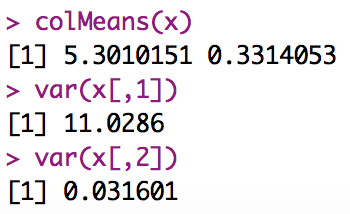 > colMeans(x)
[1] 5.3010151 0.3314053
> var(x[,1])
[1] 11.0286
> var(x[,2])
[1] 0.031601